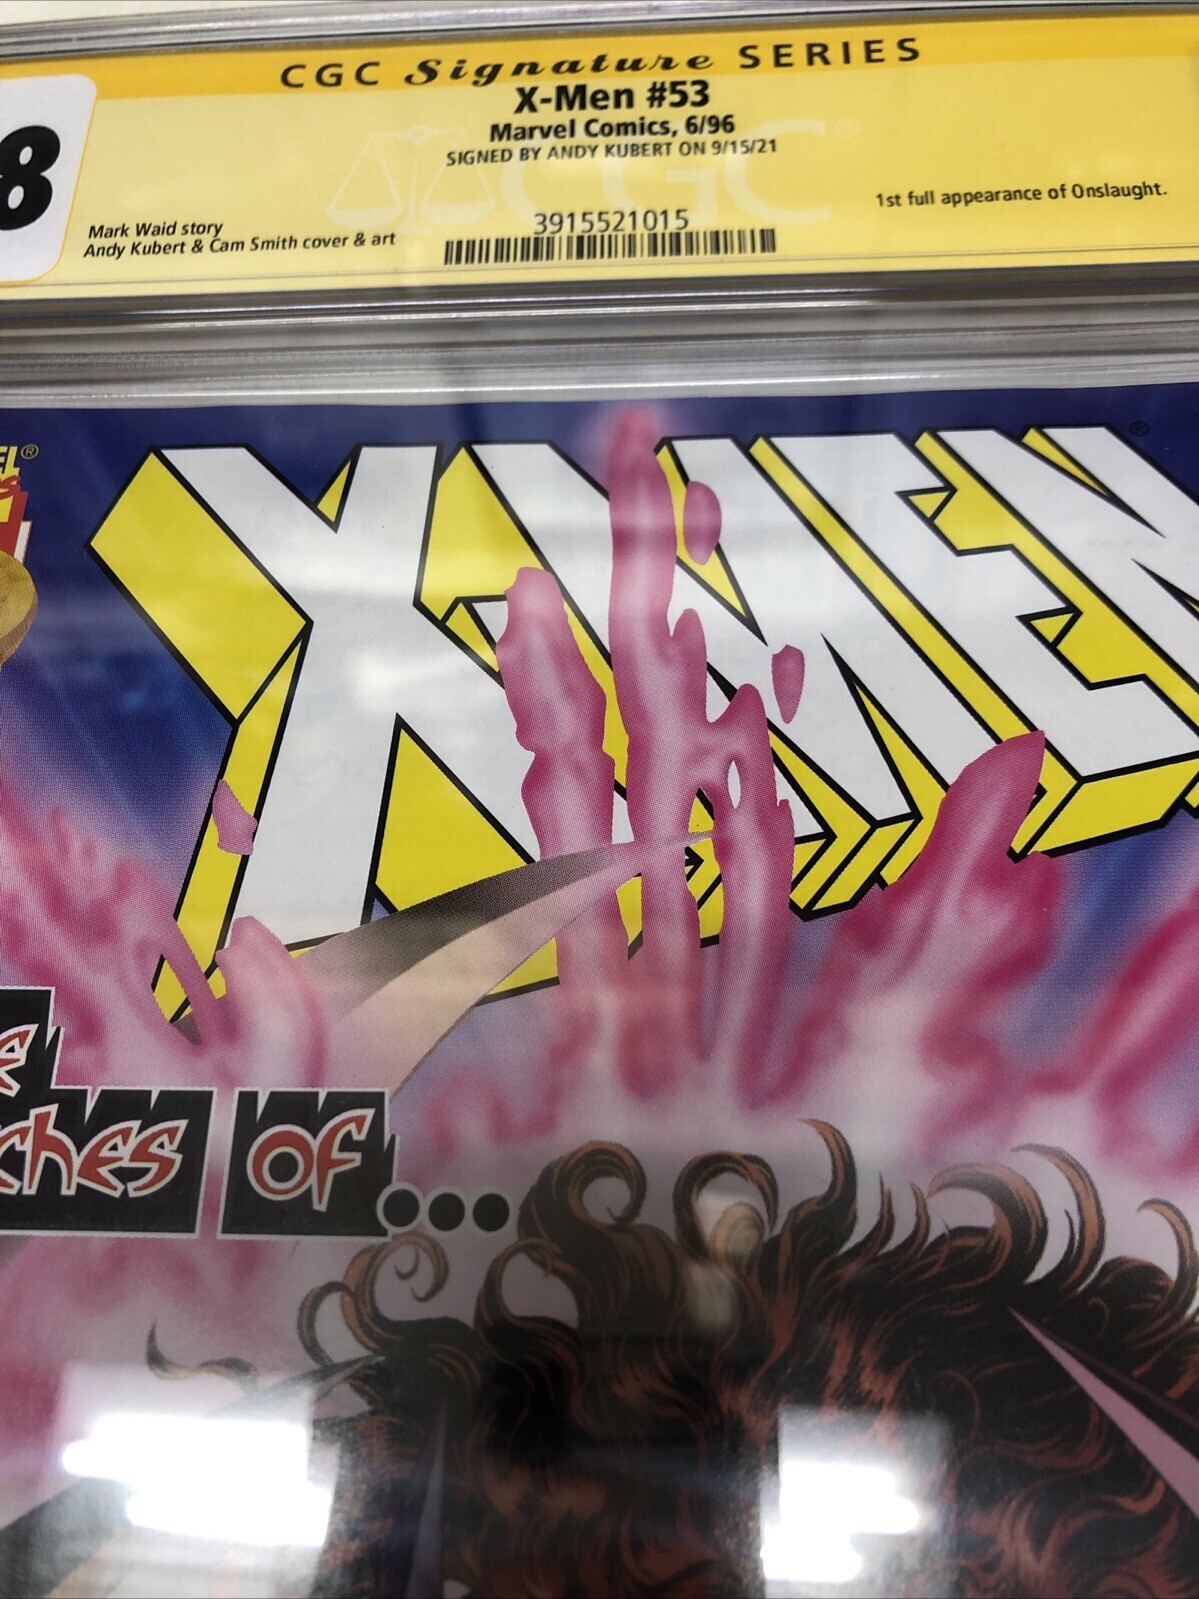 CGC Signature SERIES
X-Men #53
Marvel Comics, 6/96
SIGNED BY ANDY KUBERT ON 9/15/21
8
CGC
1st full appearance of Onslaught.
Mark Waid story
Andy Kubert & Cam Smith cover & art
3915521015
X-MEN
OF...